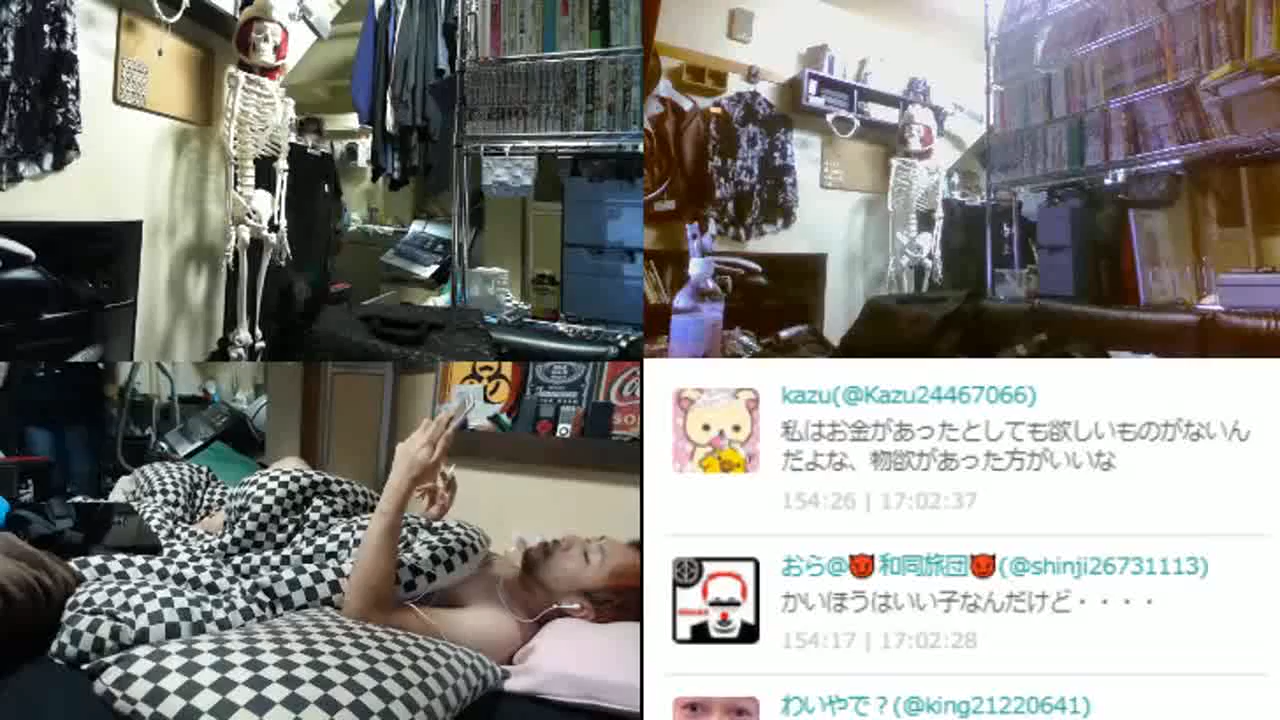 Coca
kazu(@Kazu24467066)
私はお金があったとしても欲しいものがないん
だよな、物欲があった方がいいな
154:26 | 17:02:37
おら@👿和同旅団👿(@shinji26731113)
かいほうはいい子なんだけど・・・・
154:17 | 17:02:28
わいやで？(@king21220641)